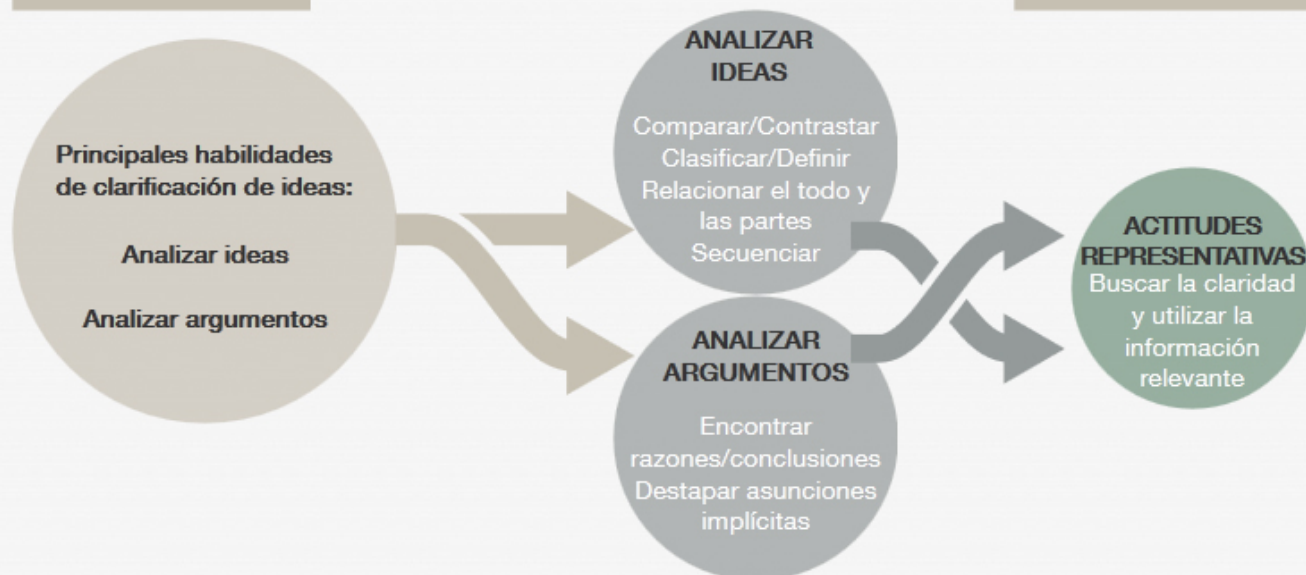 Principales habilidades
de clarificación de ideas:
Analizar ideas
Analizar argumentos
ANALIZAR
IDEAS
Comparar/Contrastar
Clasificar/Definir
Relacionar el todo y
las partes
Secuenciar
ANALIZAR
ARGUMENTOS
Encontrar
razones/conclusiones
Destapar asunciones
implícitas
ACTITUDES
REPRESENTATIVAS
Buscar la claridad
y utilizar la
información
relevante